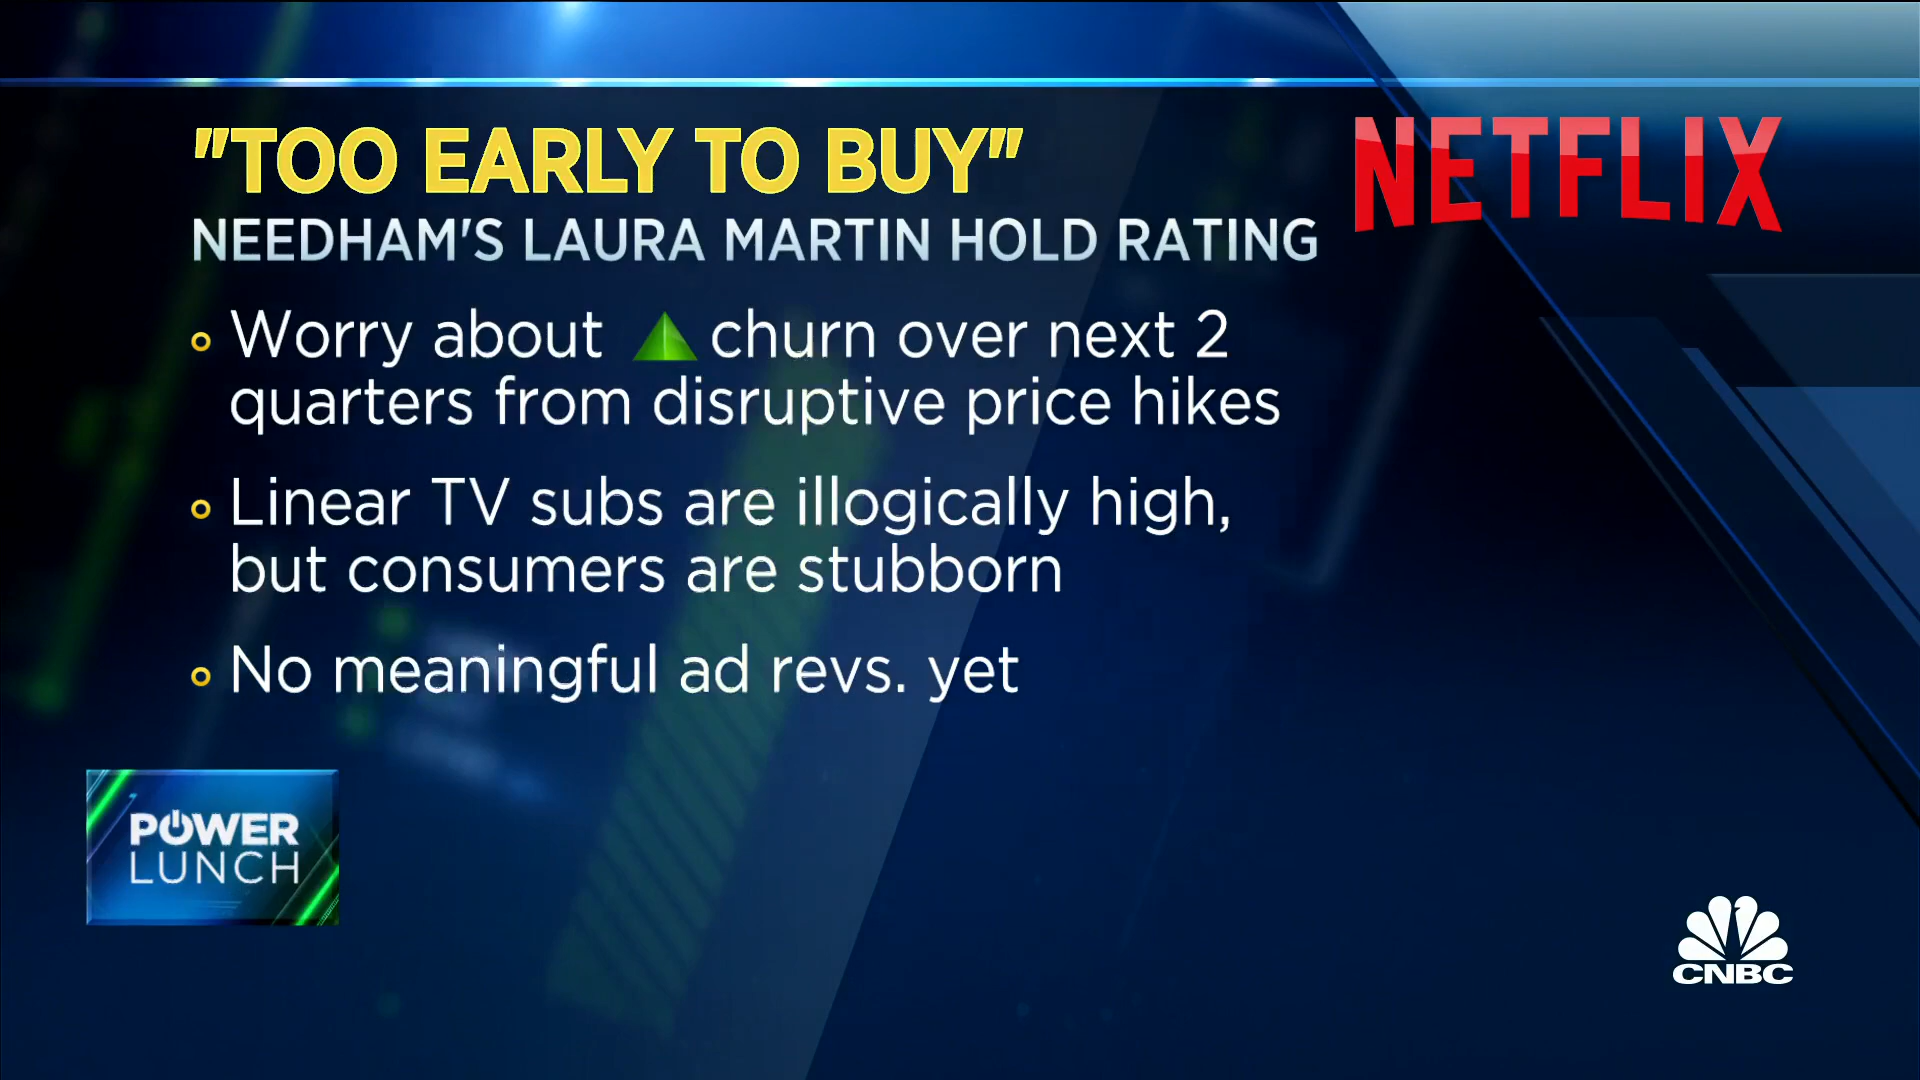 "TOO EARLY TO BUY"
NETFLIX
NEEDHAM'S LAURA MARTIN HOLD RATING
Worry about churn over next 2
quarters from disruptive price hikes
Linear TV subs are illogically high,
but consumers are stubborn
No meaningful ad revs. yet
POWER
LUNCH
CNBC